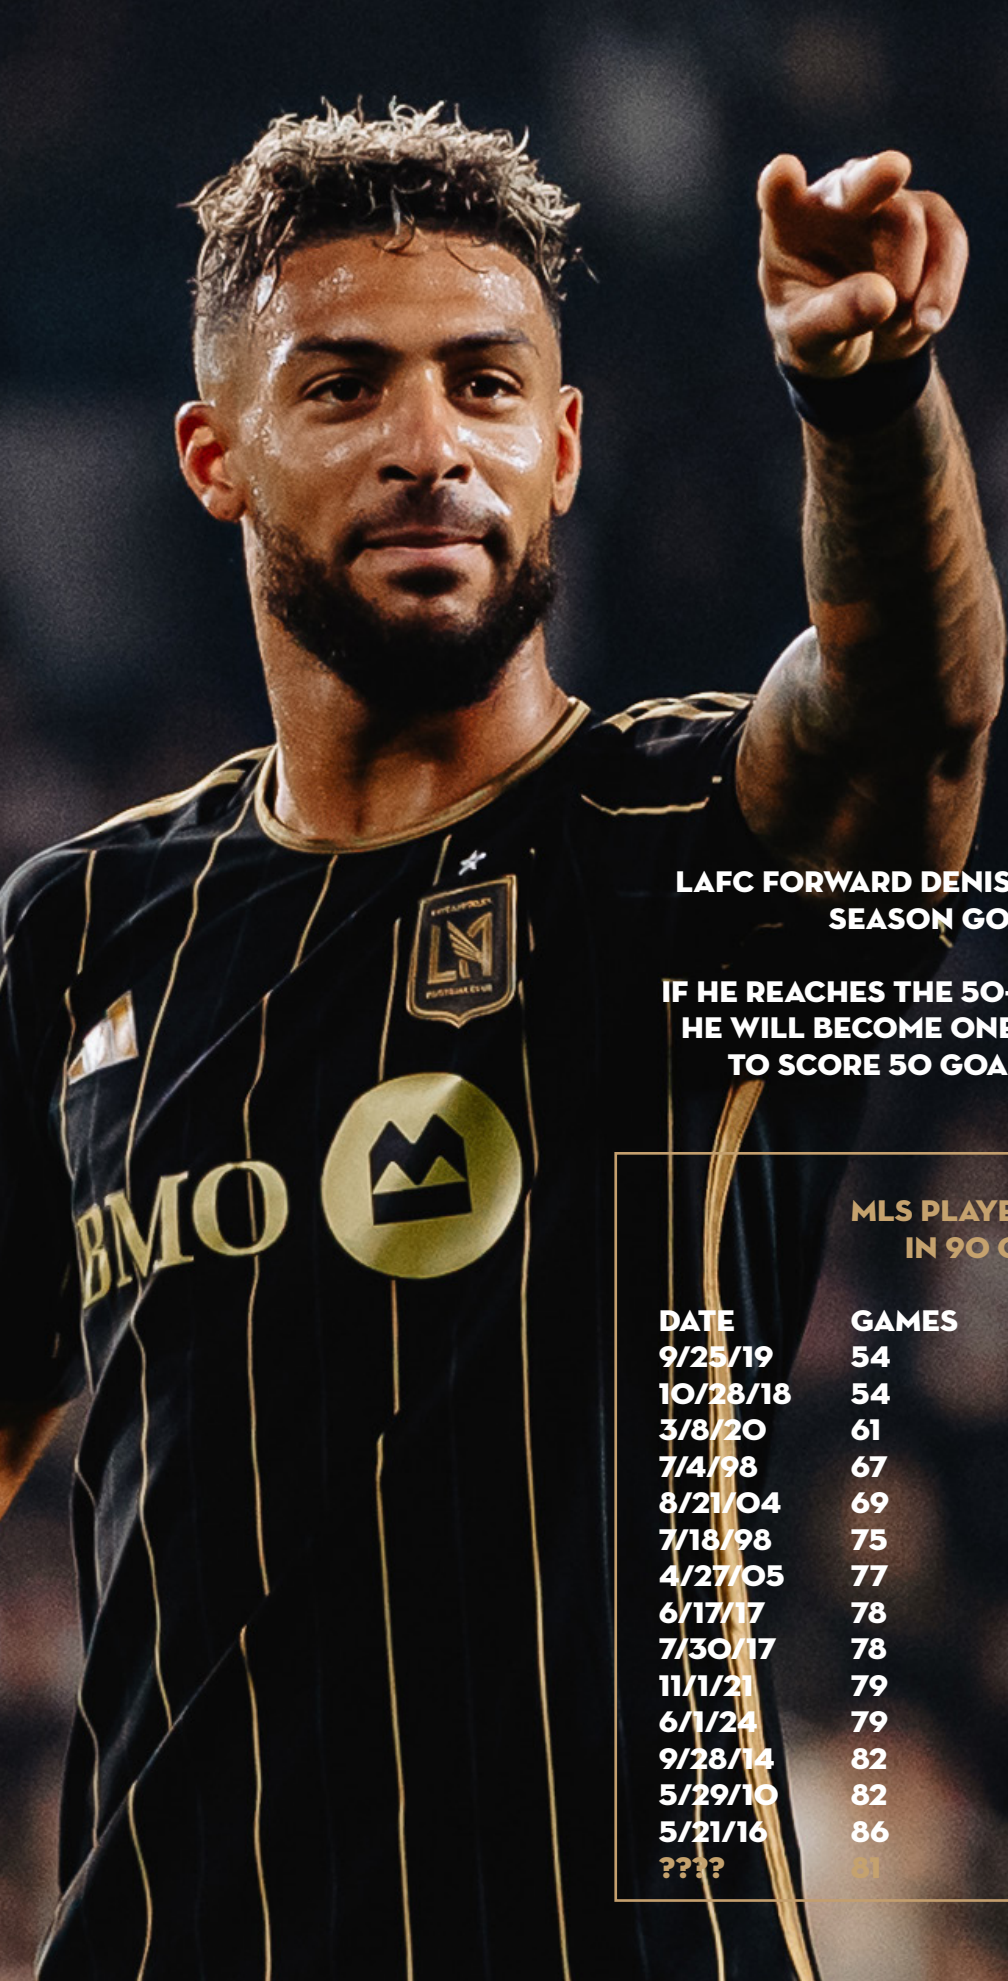 LAFC FORWARD DENIS
SEASON GO
IF HE REACHES THE 50-
HE WILL BECOME ONE
TO SCORE 50 GOA
BMO
MLS PLAYE
IN 90 G
DATE GAMES
9/25/19 54
10/28/18 54
3/8/20 61
7/4/98 67
8/21/04 69
7/18/98 75
4/27/05 77
6/17/17 78
7/30/17 78
11/1/21 79
6/1/24 79
9/28/14 82
5/29/10 82
5/21/16 86
???? 81